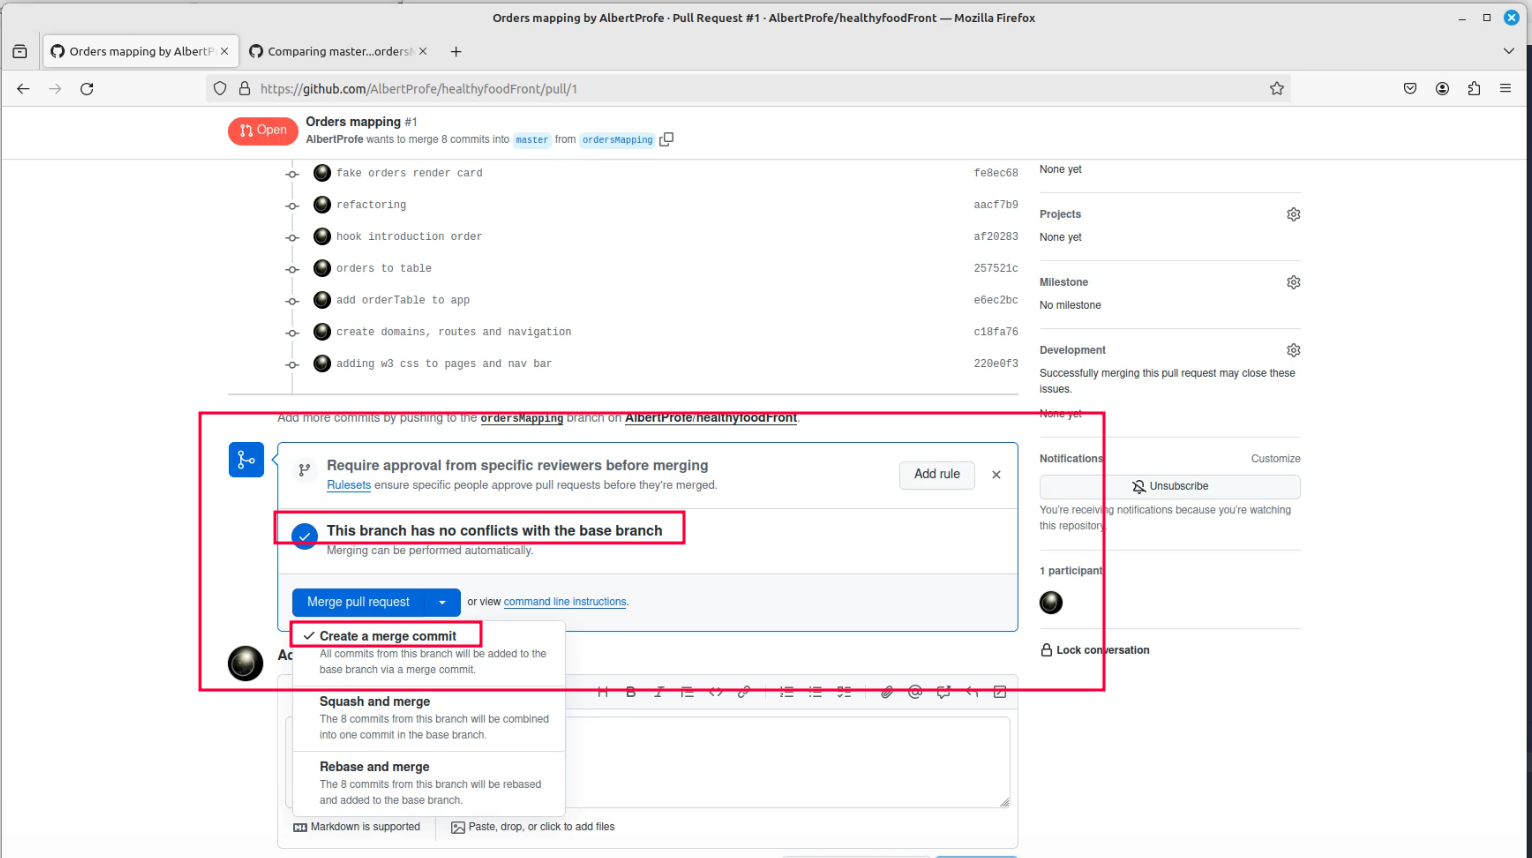 Orders mapping by AlbertProfe · Pull Request #1 · AlbertProfe/healthyfoodFront — Mozilla Firefox
Orders mapping by AlbertP
Comparing master...orders
https://github.com/AlbertProfe/healthyfoodFront/pull/1
Open
Orders mapping #1
AlbertProfe wants to merge 8 commits into master from ordersMapping
fake orders render card fe8ec68
refactoring aacf7b9
hook introduction order af20283
orders to table 257521c
add orderTable to app e6ec2bc
create domains, routes and navigation c18fa76
adding w3 css to pages and nav bar 220e0f3
Add more commits by pushing to the ordersMapping branch on AlbertProfe/healthyfoodFront.
Require approval from specific reviewers before merging
Rulesets ensure specific people approve pull requests before they're merged.
Add rule
This branch has no conflicts with the base branch
Merging can be performed automatically.
Merge pull request
or view command line instructions.
Create a merge commit
All commits from this branch will be added to the
base branch via a merge commit.
Squash and merge
The 8 commits from this branch will be combined
into one commit in the base branch.
Rebase and merge
The 8 commits from this branch will be rebased
and added to the base branch.
Markdown is supported
Paste, drop, or click to add files
None yet
Projects
None yet
Milestone
No milestone
Development
Successfully merging this pull request may close these
issues.
None yet
Notifications
Customize
Unsubscribe
You're receiving notifications because you're watching
this repository.
1 participant
Lock conversation